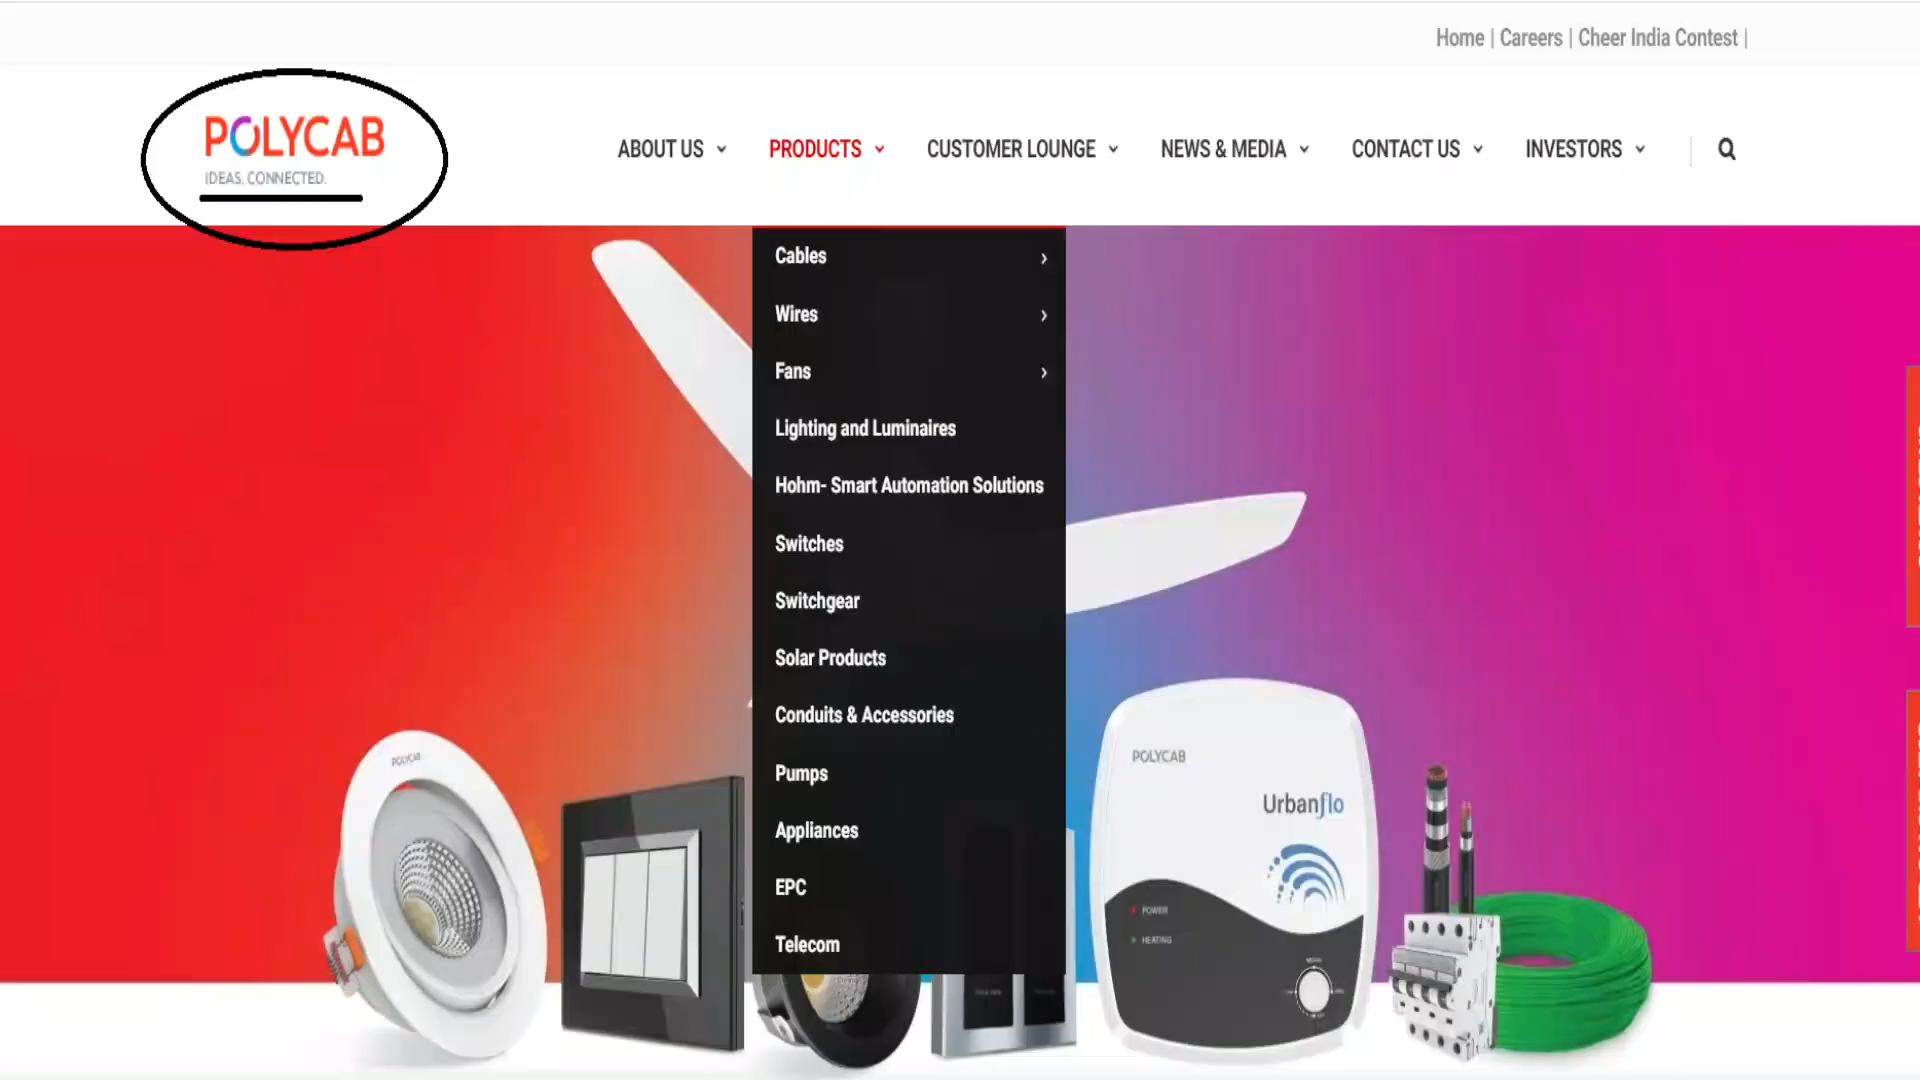 Home | Careers | Cheer India Contest |
POLYCAB
IDEAS. CONNECTED.
ABOUT US PRODUCTS CUSTOMER LOUNGE NEWS & MEDIA CONTACT US INVESTORS
Cables
Wires
Fans
Lighting and Luminaires
Hohm- Smart Automation Solutions
Switches
Switchgear
Solar Products
Conduits & Accessories
Pumps
Appliances
EPC
Telecom
POLYCAB
POLYCAB
Urbanflo
POWER
HEATING